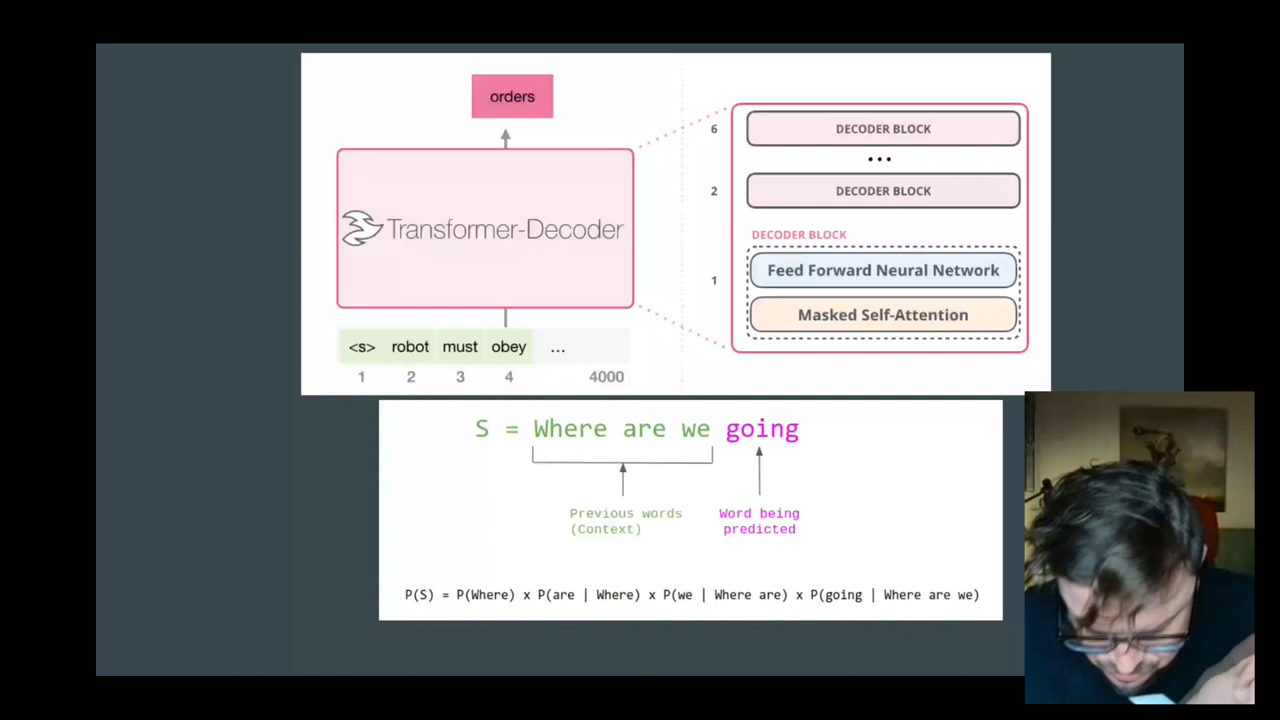 orders
Transformer-Decoder
<s> robot must obey ...
1 2 3 4 4000
6 DECODER BLOCK
...
2 DECODER BLOCK
DECODER BLOCK
Feed Forward Neural Network
1
Masked Self-Attention
S = Where are we going
Previous words
(Context)
Word being
predicted
P(S) = P(Where) x P(are | Where) x P(we | Where are) x P(going | Where are we)